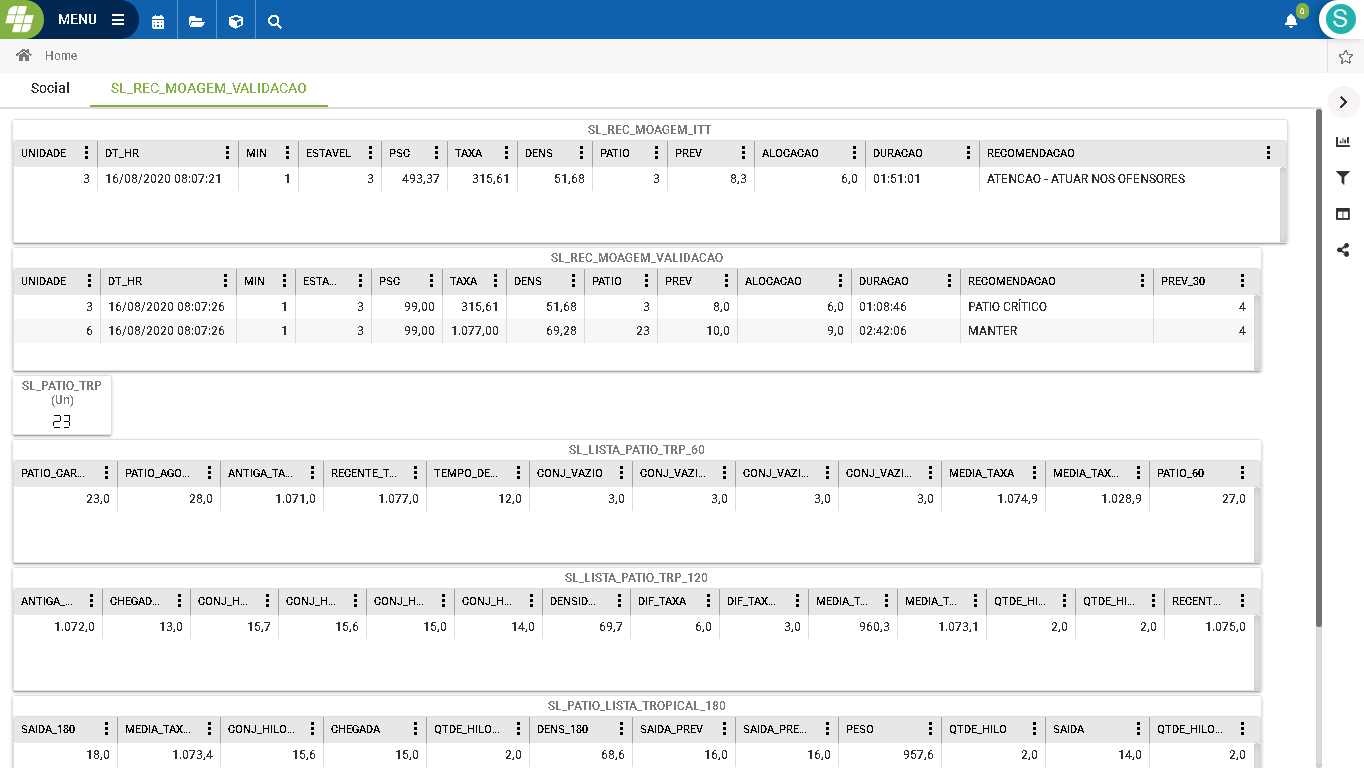 MENU
0
S
Home
Social SL_REC_MOAGEM_VALIDACAO
SL_REC_MOAGEM_ITT
UNIDADE DT_HR MIN ESTAVEL PSC TAXA DENS PATIO PREV ALOCACAO DURACAO RECOMENDACAO
3 16/08/2020 08:07:21 1 3 493,37 315,61 51,68 3 8,3 6,0 01:51:01 ATENCAO - ATUAR NOS OFENSORES
SL_REC_MOAGEM_VALIDACAO
UNIDADE DT_HR MIN ESTA... PSC TAXA DENS PATIO PREV ALOCACAO DURACAO RECOMENDACAO PREV_30
3 16/08/2020 08:07:26 1 3 99,00 315,61 51,68 3 8,0 6,0 01:08:46 PATIO CRÍTICO 4
6 16/08/2020 08:07:26 1 3 99,00 1.077,00 69,28 23 10,0 9,0 02:42:06 MANTER 4
SL_PATIO_TRP
(Un)
23
SL_LISTA_PATIO_TRP_60
PATIO_CAR... PATIO_AGO... ANTIGA_TA... RECENTE_T... TEMPO_DE... CONJ_VAZIO CONJ_VAZI... CONJ_VAZI... CONJ_VAZI... MEDIA_TAXA MEDIA_TAX... PATIO_60
23,0 28,0 1.071,0 1.077,0 12,0 3,0 3,0 3,0 3,0 1.074,9 1.028,9 27,0
SL_LISTA_PATIO_TRP_120
ANTIGA_... CHEGAD... CONJ_H... CONJ_H... CONJ_H... CONJ_H... DENSID... DIF_TAXA DIF_TAX... MEDIA_T... MEDIA_T... QTDE_HI... QTDE_HI... RECENT...
1.072,0 13,0 15,7 15,6 15,0 14,0 69,7 6,0 3,0 960,3 1.073,1 2,0 2,0 1.075,0
SL_PATIO_LISTA_TROPICAL_180
SAIDA_180 MEDIA_TAX... CONJ_HILO... CHEGADA QTDE_HILO... DENS_180 SAIDA_PREV SAIDA_PRE... PESO QTDE_HILO SAIDA QTDE_HILO...
18,0 1.073,4 15,6 15,0 2,0 68,6 16,0 16,0 957,6 2,0 14,0 2,0